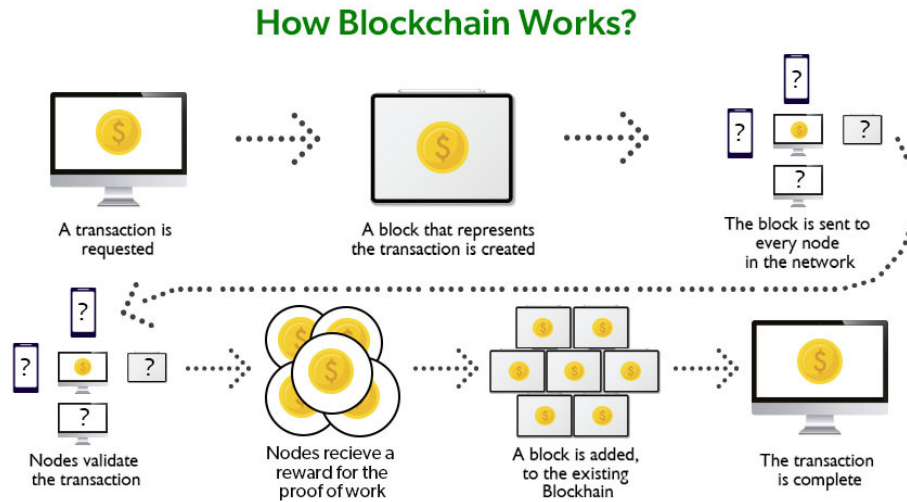 How Blockchain Works?
$
$
?
?
$
?
?
A transaction is
requested
A block that represents
the transaction is created
The block is sent to
every node
in the network
?
?
$
?
?
$
$
$
$
$
$
$
$
$
$
$
$
$
Nodes validate
the transaction
Nodes recieve a
reward for the
proof of work
A block is added,
to the existing
Blockhain
The transaction
is complete